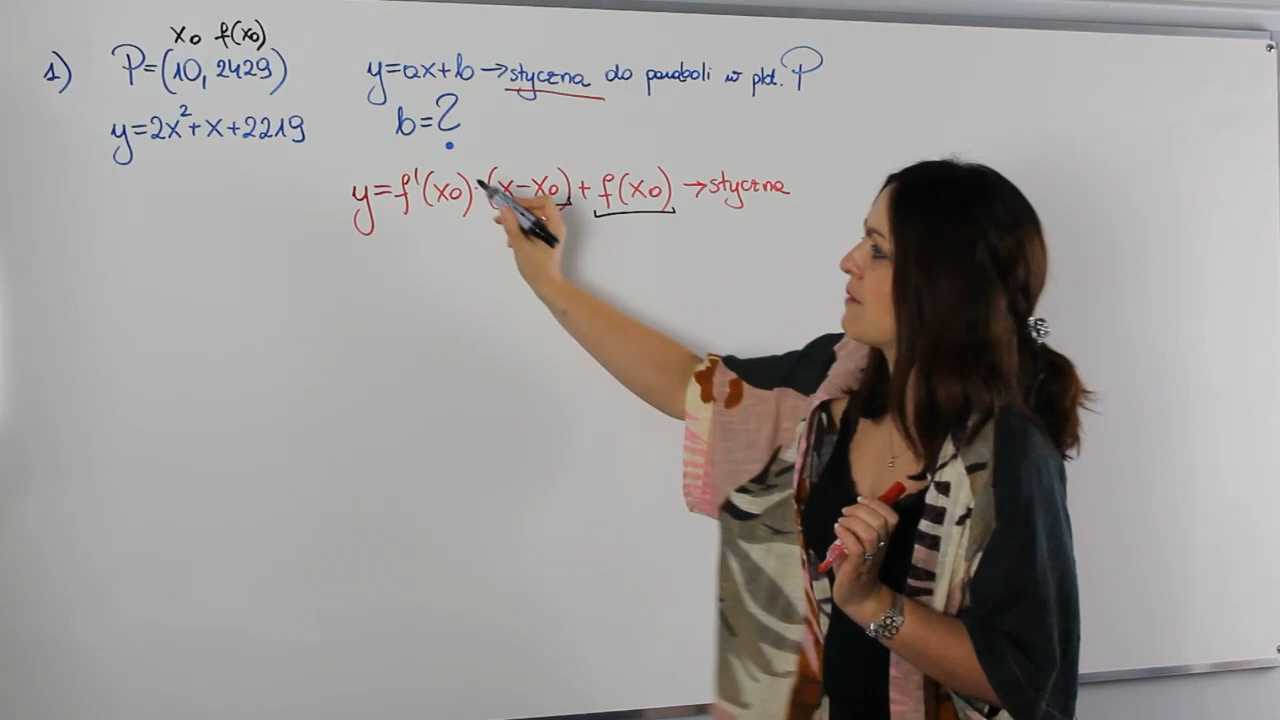 x₀ f(x₀)
1) P=(10, 2429) y=ax+b → styczna do paraboli w pkt. P
y=2x²+x+2219 b=?
y=f'(x₀)·(x-x₀)+f(x₀) → styczna